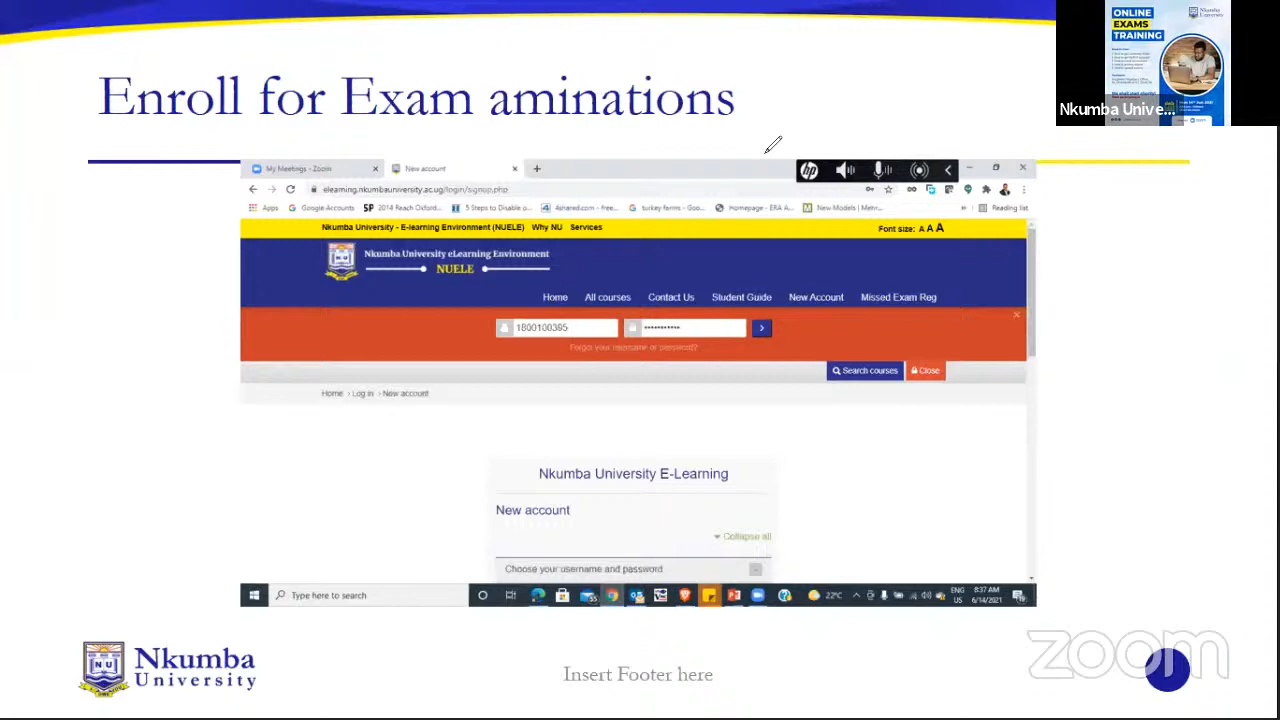 ONLINE
EXAMS
TRAINING
Nkumba
University
Nkumba Unive...
Enroll for Exam aminations
My Meetings - Zoom
New account
elearning.nkumbauniversity.ac.ug/login/signup.php
Apps
Google Accounts
2014 Reach Oxford...
5 Steps to Disable o...
4shared.com - free...
turkey forms - Goo...
Homepage - ERA A...
New Models | Mehr...
Reading list
Nkumba University - E-learning Environment (NUELE) Why NU Services
Font size: A A A
Nkumba University eLearning Environment
NUELE
Home All courses Contact Us Student Guide New Account Missed Exam Reg
1800100395
Forgot your username or password?
Search courses Close
Home › Log in › New account
Nkumba University E-Learning
New account
Collapse all
Choose your username and password
Type here to search
22°C
ENG
US
8:37 AM
6/14/2021
Nkumba
University
Insert Footer here
zoom